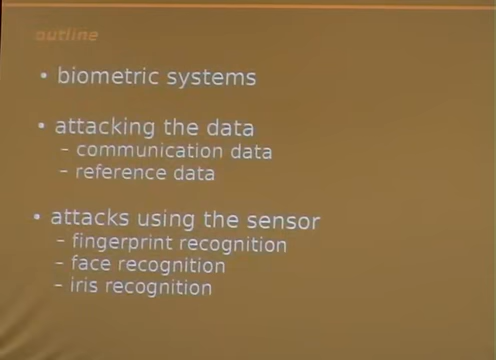 outline
• biometric systems
• attacking the data
– communication data
– reference data
• attacks using the sensor
– fingerprint recognition
– face recognition
– iris recognition